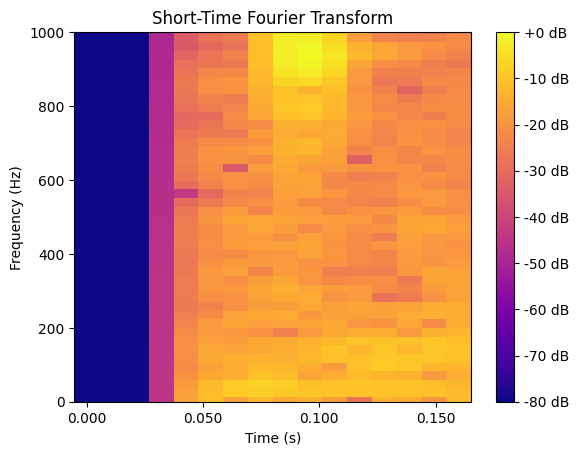 Short-Time Fourier Transform
1000
800
600
400
200
0
Frequency (Hz)
0.000
0.050
0.100
0.150
Time (s)
+0 dB
-10 dB
-20 dB
-30 dB
-40 dB
-50 dB
-60 dB
-70 dB
-80 dB